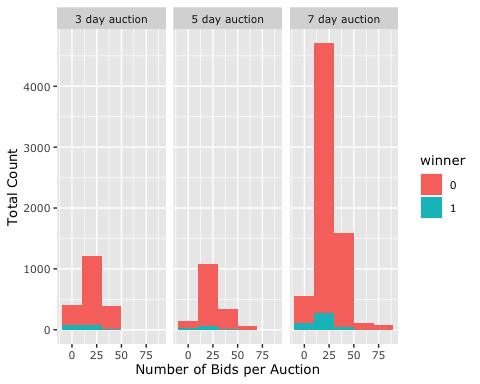 3 day auction
5 day auction
7 day auction
Total Count
4000
3000
2000
1000
0
0 25 50 75
0 25 50 75
0 25 50 75
Number of Bids per Auction
winner
0
1